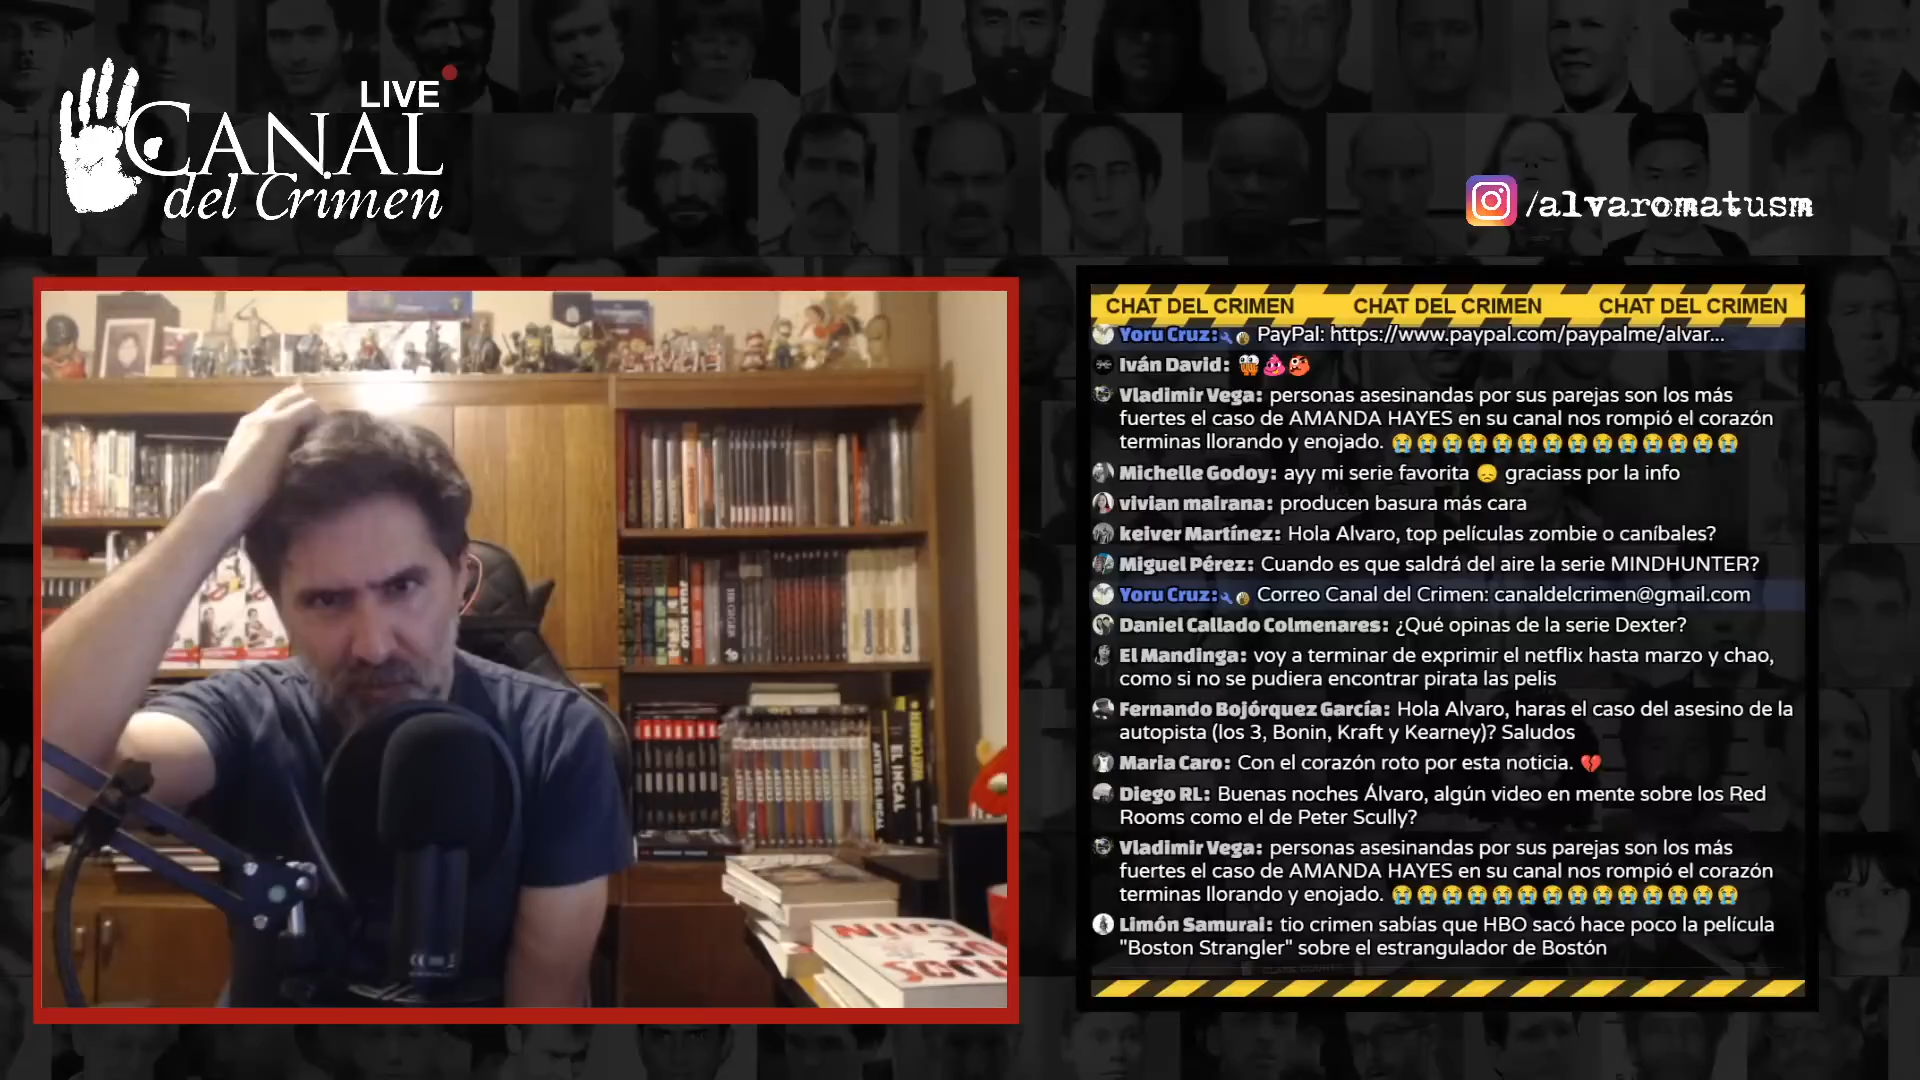 LIVE
CANAL
del Crimen
/alvaromatusm
CHAT DEL CRIMEN CHAT DEL CRIMEN CHAT DEL CRIMEN
Yoru Cruz: PayPal: https://www.paypal.com/paypalme/alvar...
Iván David:
Vladimir Vega: personas asesinandas por sus parejas son los más
fuertes el caso de AMANDA HAYES en su canal nos rompió el corazón
terminas llorando y enojado. 😭😭😭😭😭😭😭😭😭😭😭😭😭😭
Michelle Godoy: ayy mi serie favorita 😞 graciass por la info
vivian mairana: producen basura más cara
keiver Martínez: Hola Alvaro, top películas zombie o caníbales?
Miguel Pérez: Cuando es que saldrá del aire la serie MINDHUNTER?
Yoru Cruz: Correo Canal del Crimen: canaldelcrimen@gmail.com
Daniel Callado Colmenares: ¿Qué opinas de la serie Dexter?
El Mandinga: voy a terminar de exprimir el netflix hasta marzo y chao,
como si no se pudiera encontrar pirata las pelis
Fernando Bojórquez García: Hola Alvaro, haras el caso del asesino de la
autopista (los 3, Bonin, Kraft y Kearney)? Saludos
Maria Caro: Con el corazón roto por esta noticia. 💔
Diego RL: Buenas noches Álvaro, algún video en mente sobre los Red
Rooms como el de Peter Scully?
Vladimir Vega: personas asesinandas por sus parejas son los más
fuertes el caso de AMANDA HAYES en su canal nos rompió el corazón
terminas llorando y enojado. 😭😭😭😭😭😭😭😭😭😭😭😭😭😭
Limón Samurai: tio crimen sabías que HBO sacó hace poco la película
"Boston Strangler" sobre el estrangulador de Bostón
EL INCAL